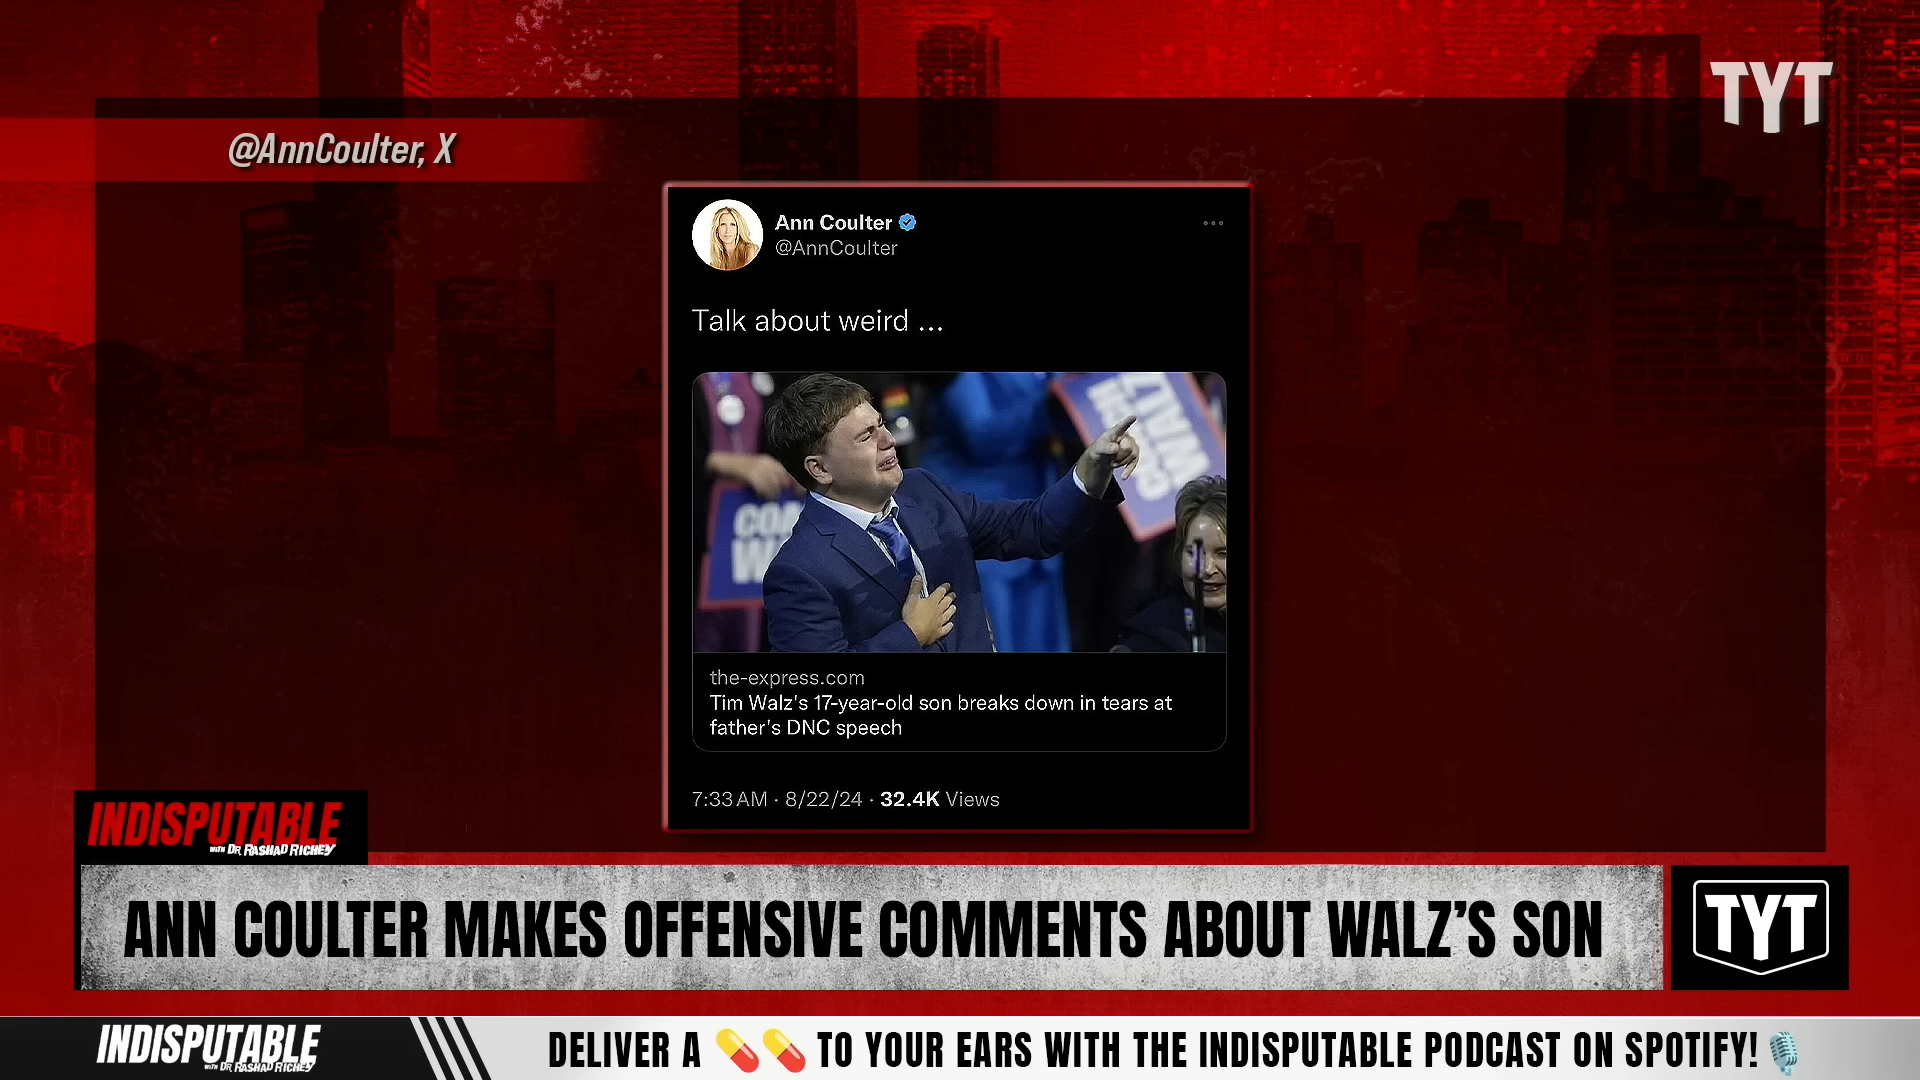 TYT
@AnnCoulter, X
Ann Coulter
@AnnCoulter
Talk about weird ...
COA
W
the-express.com
Tim Walz's 17-year-old son breaks down in tears at
father's DNC speech
7:33 AM · 8/22/24 · 32.4K Views
INDISPUTABLE
WITH DR RASHAD RICHEY
ANN COULTER MAKES OFFENSIVE COMMENTS ABOUT WALZ'S SON
TYT
INDISPUTABLE
WITH DR RASHAD RICHEY
DELIVER A 💊💊 TO YOUR EARS WITH THE INDISPUTABLE PODCAST ON SPOTIFY! 🎙️